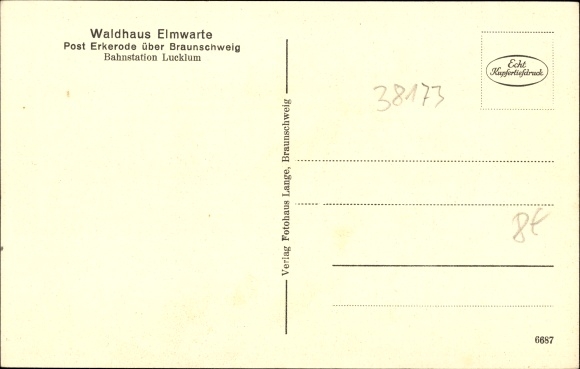 Waldhaus Elmwarte
Post Erkerode über Braunschweig
Bahnstation Lucklum
Verlag Fotohaus Lange, Braunschweig
Echt
Kupfertiefdruck
38173
8€
6687